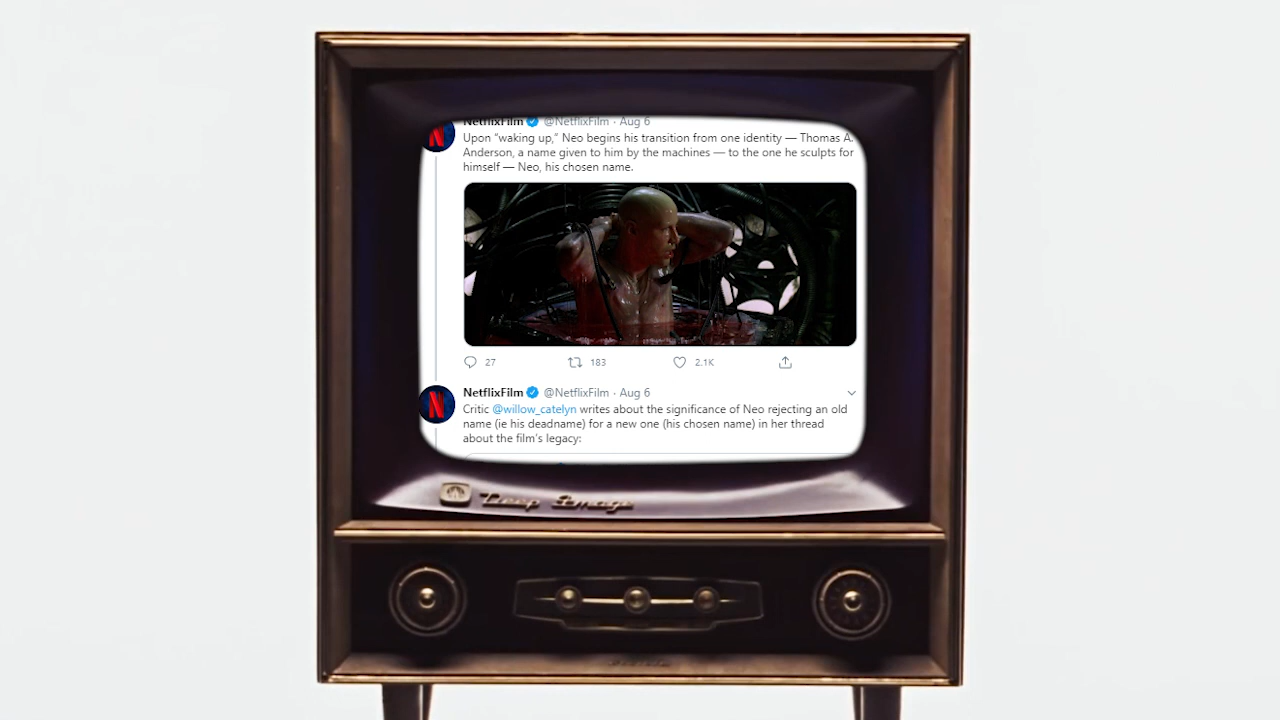 NetflixFilm @NetflixFilm · Aug 6
Upon “waking up,” Neo begins his transition from one identity — Thomas A.
Anderson, a name given to him by the machines — to the one he sculpts for
himself — Neo, his chosen name.
27 183 2.1K
NetflixFilm @NetflixFilm · Aug 6
Critic @willow_catelyn writes about the significance of Neo rejecting an old
name (ie his deadname) for a new one (his chosen name) in her thread
about the film's legacy:
Deep Image